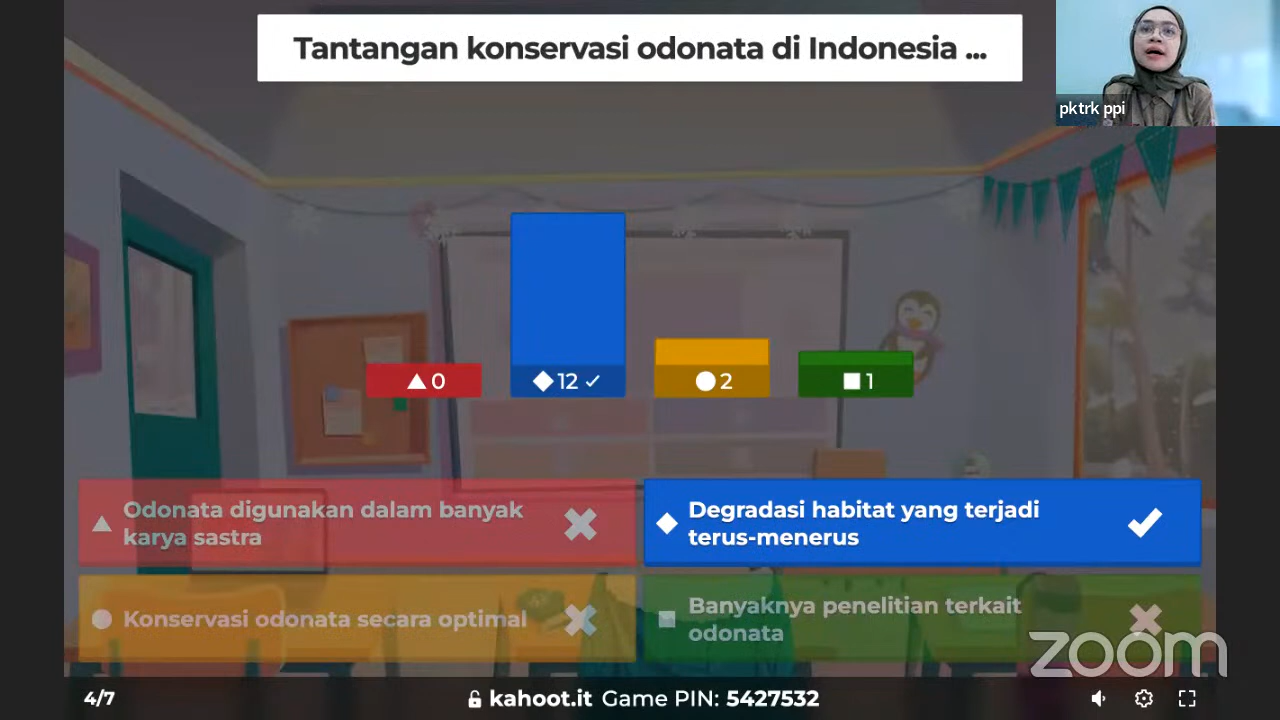 Tantangan konservasi odonata di Indonesia ...
pktrk ppi
0
12
2
1
Odonata digunakan dalam banyak
karya sastra
Degradasi habitat yang terjadi
terus-menerus
Konservasi odonata secara optimal
Banyaknya penelitian terkait
odonata
zoom
4/7
kahoot.it Game PIN: 5427532